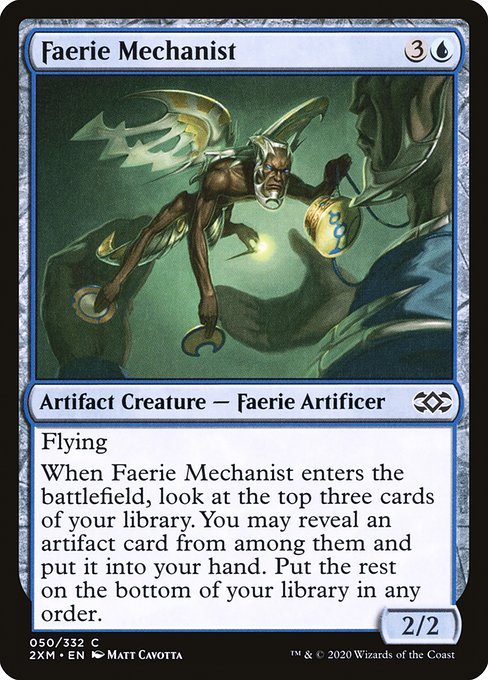 Faerie Mechanist 3
Artifact Creature — Faerie Artificer
Flying
When Faerie Mechanist enters the
battlefield, look at the top three cards
of your library. You may reveal an
artifact card from among them and
put it into your hand. Put the rest
on the bottom of your library in any
order.
2/2
050/332 C
2XM • EN Matt Cavotta
™ & © 2020 Wizards of the Coast